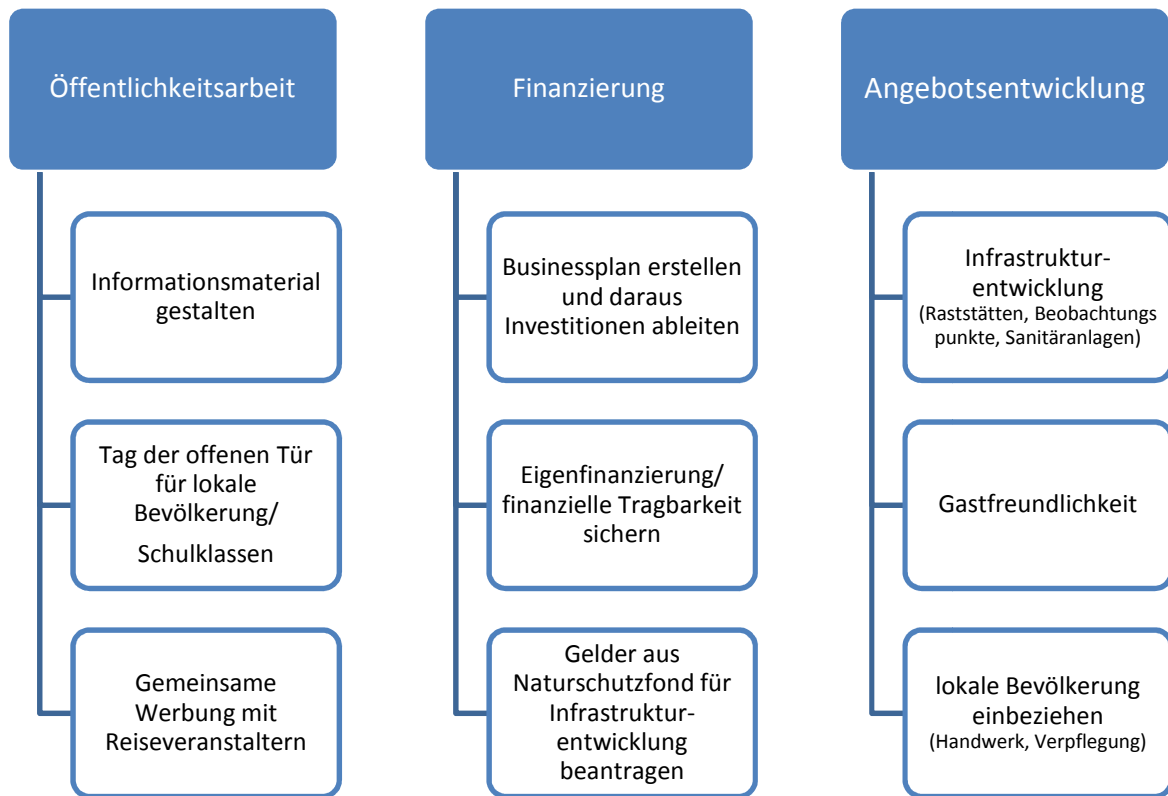 Öffentlichkeitsarbeit
Informationsmaterial
gestalten
Tag der offenen Tür
für lokale
Bevölkerung/
Schulklassen
Gemeinsame
Werbung mit
Reiseveranstaltern
Finanzierung
Businessplan erstellen
und daraus
Investitionen ableiten
Eigenfinanzierung/
finanzielle Tragbarkeit
sichern
Gelder aus
Naturschutzfond für
Infrastruktur-
entwicklung
beantragen
Angebotsentwicklung
Infrastruktur-
entwicklung
(Raststätten, Beobachtungs
punkte, Sanitäranlagen)
Gastfreundlichkeit
lokale Bevölkerung
einbeziehen
(Handwerk, Verpflegung)